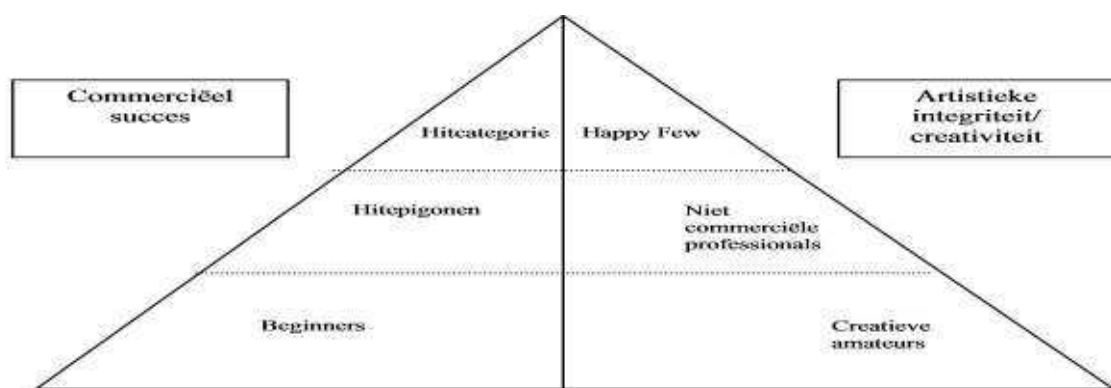 Commerciëel
succes
Artistieke
integriteit/
creativiteit
Hitcategorie
Happy Few
Hitepigonen
Niet
commerciële
professionals
Beginners
Creatieve
amateurs